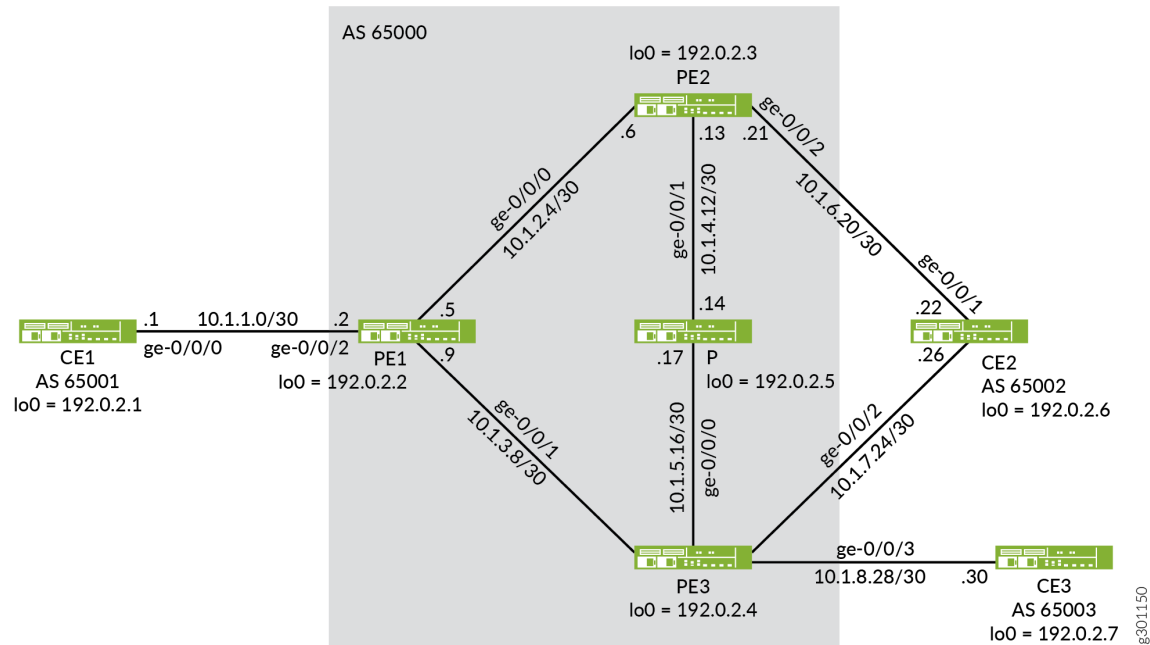 AS 65000
lo0 = 192.0.2.3
PE2
.6
.13
.21
ge-0/0/2
ge-0/0/0
10.1.2.4/30
ge-0/0/1
10.1.4.12/30
10.1.6.20/30
ge-0/0/1
.1
10.1.1.0/30
.2
.5
.14
.22
ge-0/0/0
ge-0/0/2
CE1
AS 65001
lo0 = 192.0.2.1
PE1
lo0 = 192.0.2.2
.9
.17
P
lo0 = 192.0.2.5
.26
CE2
AS 65002
lo0 = 192.0.2.6
ge-0/0/1
10.1.3.8/30
10.1.5.16/30
ge-0/0/0
ge-0/0/2
10.1.7.24/30
PE3
lo0 = 192.0.2.4
ge-0/0/3
10.1.8.28/30
.30
CE3
AS 65003
lo0 = 192.0.2.7
g301150